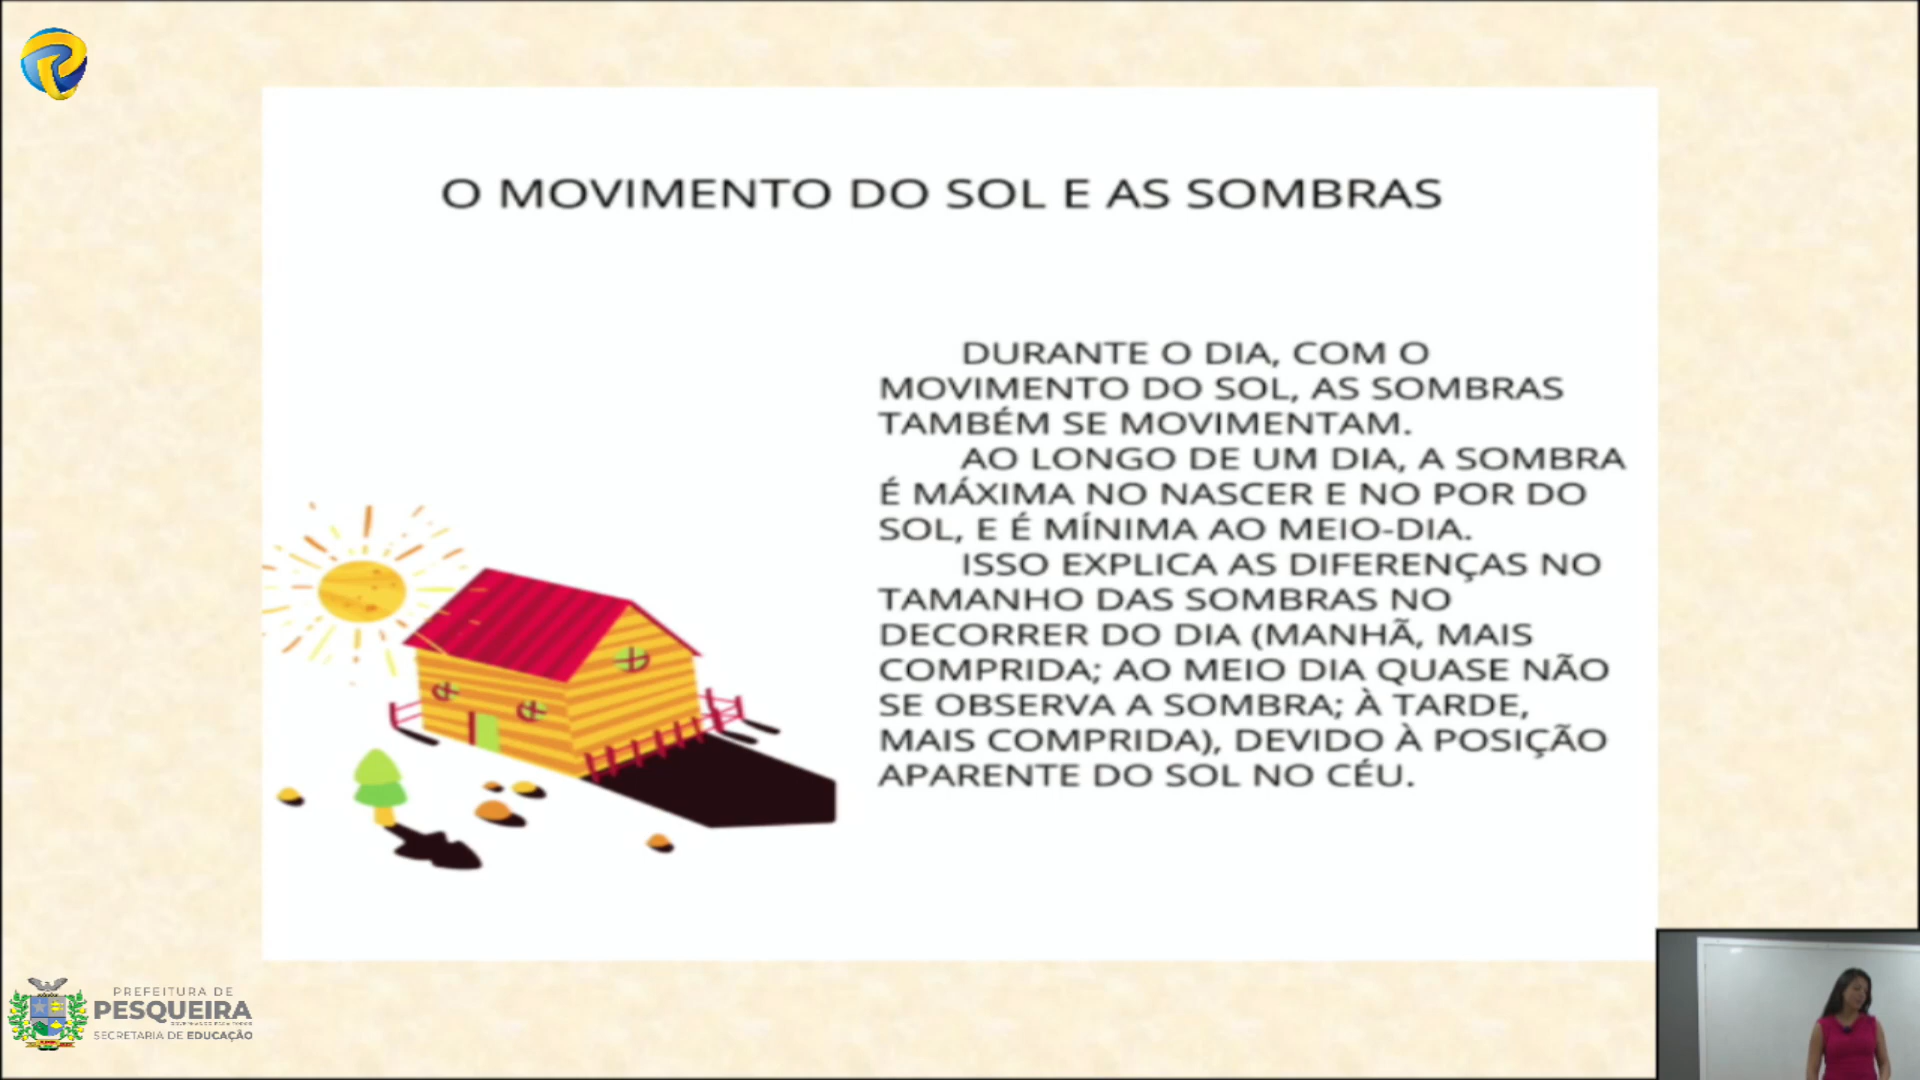 O MOVIMENTO DO SOL E AS SOMBRAS
DURANTE O DIA, COM O
MOVIMENTO DO SOL, AS SOMBRAS
TAMBÉM SE MOVIMENTAM.
AO LONGO DE UM DIA, A SOMBRA
É MÁXIMA NO NASCER E NO POR DO
SOL, E É MÍNIMA AO MEIO-DIA.
ISSO EXPLICA AS DIFERENÇAS NO
TAMANHO DAS SOMBRAS NO
DECORRER DO DIA (MANHÃ, MAIS
COMPRIDA; AO MEIO DIA QUASE NÃO
SE OBSERVA A SOMBRA; À TARDE,
MAIS COMPRIDA), DEVIDO À POSIÇÃO
APARENTE DO SOL NO CÉU.
PREFEITURA DE
PESQUEIRA
SECRETARIA DE EDUCAÇÃO